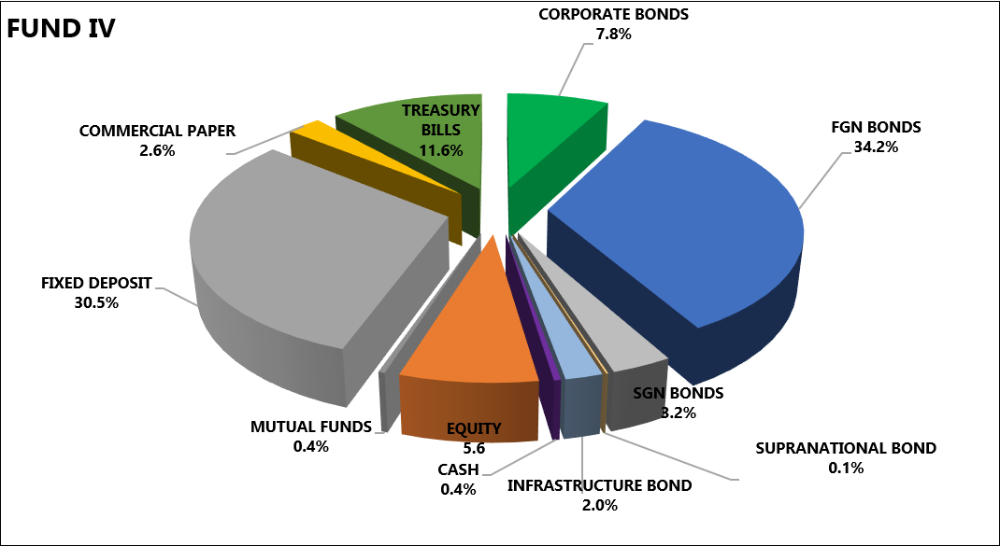 FUND IV
CORPORATE BONDS
7.8%
FGN BONDS
34.2%
TREASURY
BILLS
11.6%
COMMERCIAL PAPER
2.6%
FIXED DEPOSIT
30.5%
SGN BONDS
3.2%
MUTUAL FUNDS
0.4%
EQUITY
5.6
SUPRANATIONAL BOND
0.1%
CASH
0.4%
INFRASTRUCTURE BOND
2.0%